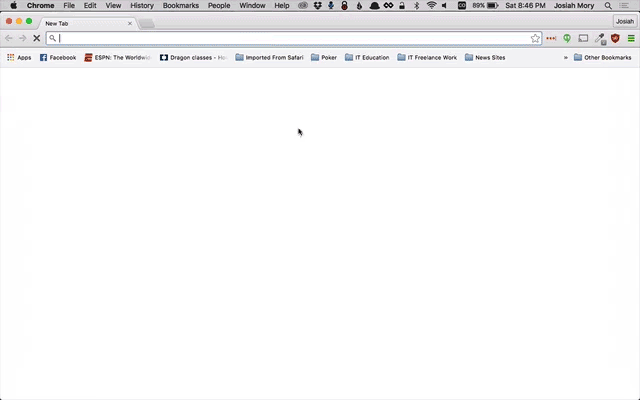 Chrome File Edit View History Bookmarks People Window Help 89% Sat 8:46 PM Josiah Mory
New Tab Josiah
Apps Facebook ESPN: The Worldwid Dragon classes - Ho Imported From Safari Poker IT Education IT Freelance Work News Sites » Other Bookmarks